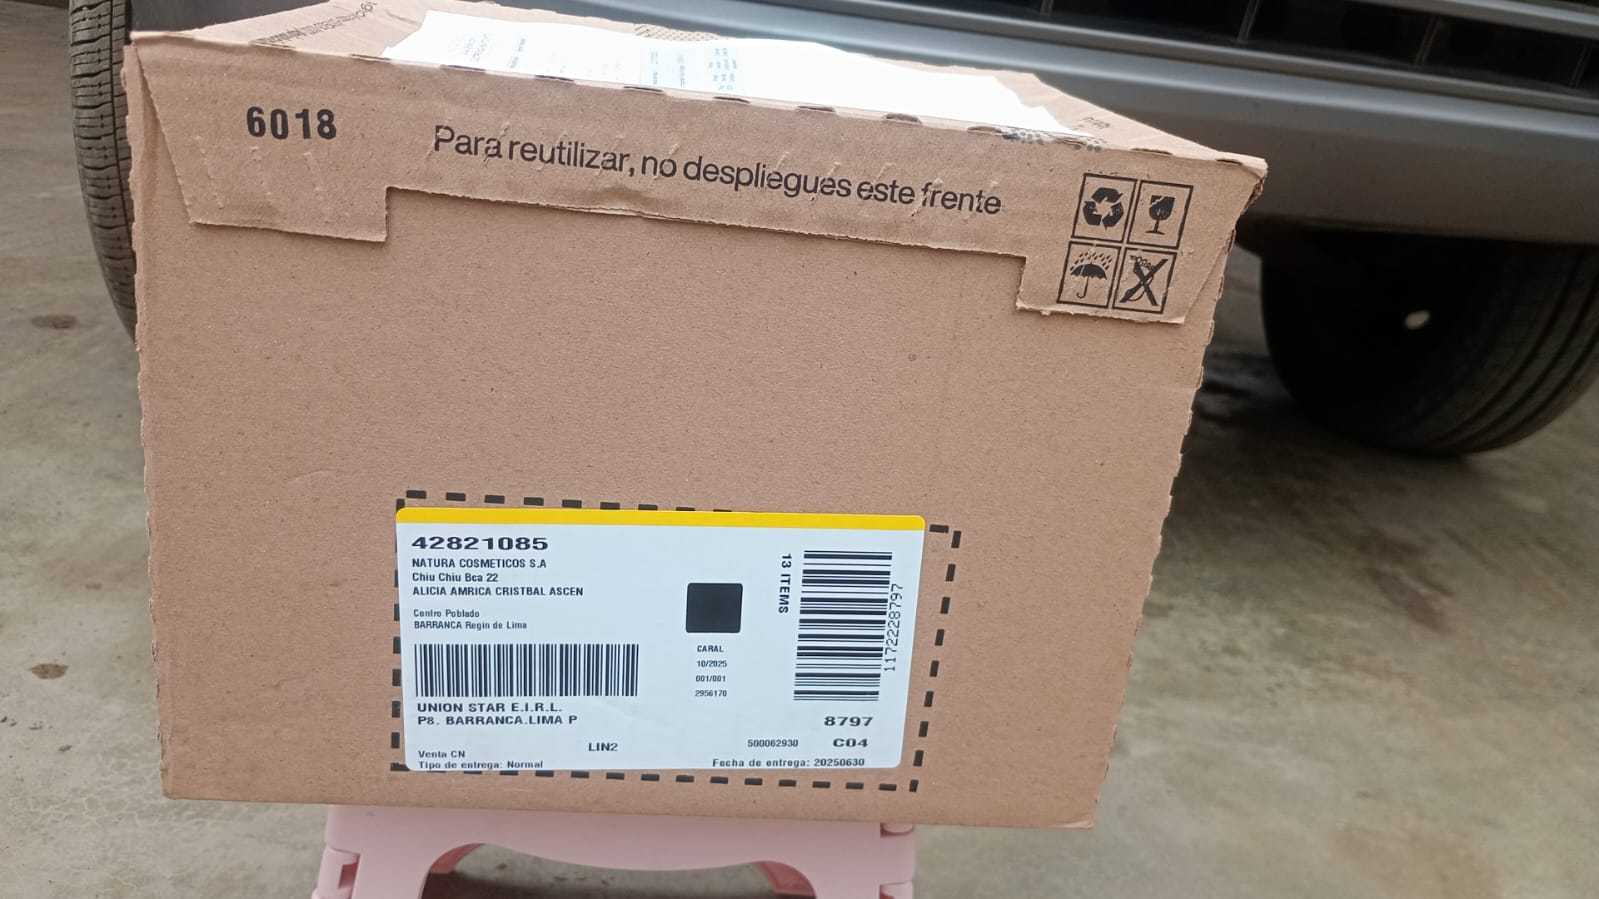 6018
Para reutilizar, no despliegues este frente
42821085
NATURA COSMETICOS S.A
Chiu Chiu Bca 22
ALICIA AMRICA CRISTBAL ASCEN
Centro Poblado
BARRANCA Regin de Lima
13 ITEMS
1172228797
CARAL
10/2025
001/001
2956170
UNION STAR E.I.R.L.
P8. BARRANCA.LIMA P
8797
LIN2
500062930
C04
Venta CN
Tipo de entrega: Normal
Fecha de entrega: 20250630